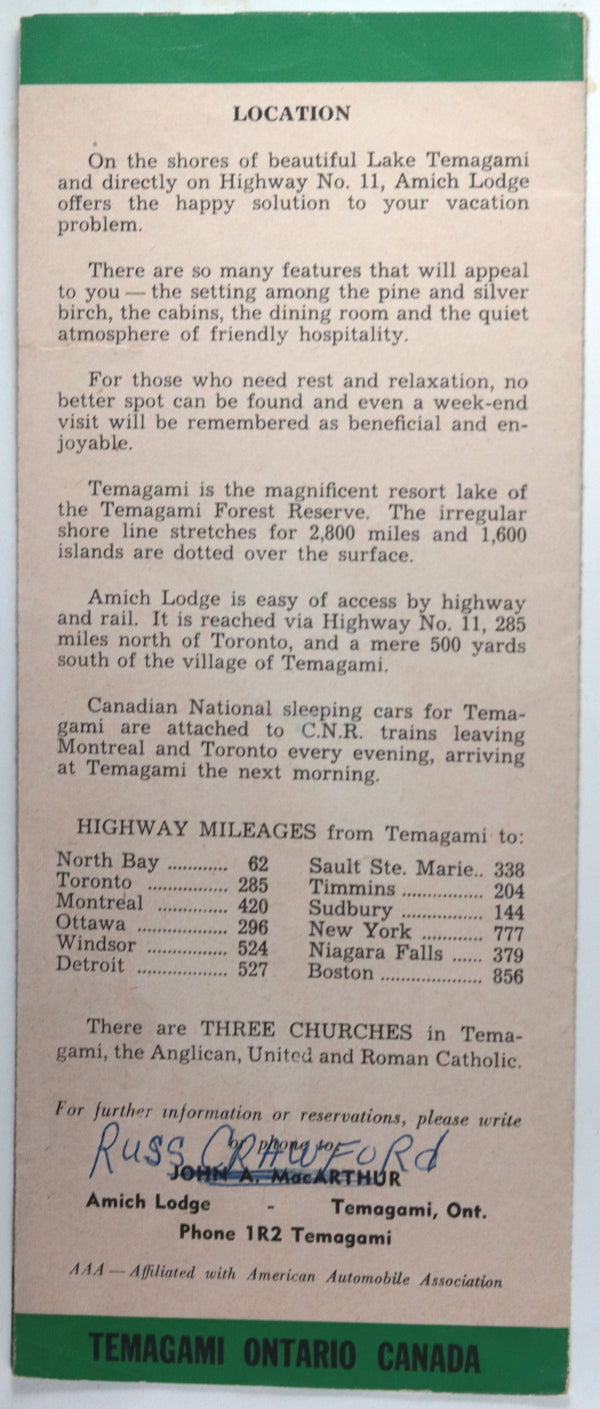 LOCATION
On the shores of beautiful Lake Temagami
and directly on Highway No. 11, Amich Lodge
offers the happy solution to your vacation
problem.
There are so many features that will appeal
to you — the setting among the pine and silver
birch, the cabins, the dining room and the quiet
atmosphere of friendly hospitality.
For those who need rest and relaxation, no
better spot can be found and even a week-end
visit will be remembered as beneficial and en-
joyable.
Temagami is the magnificent resort lake of
the Temagami Forest Reserve. The irregular
shore line stretches for 2,800 miles and 1,600
islands are dotted over the surface.
Amich Lodge is easy of access by highway
and rail. It is reached via Highway No. 11, 285
miles north of Toronto, and a mere 500 yards
south of the village of Temagami.
Canadian National sleeping cars for Tema-
gami are attached to C.N.R. trains leaving
Montreal and Toronto every evening, arriving
at Temagami the next morning.
HIGHWAY MILEAGES from Temagami to:
North Bay ............ 62
Toronto .............. 285
Montreal ............ 420
Ottawa ................ 296
Windsor .............. 524
Detroit ................ 527
Sault Ste. Marie.. 338
Timmins ............... 204
Sudbury ............... 144
New York ............ 777
Niagara Falls ...... 379
Boston .................... 856
There are THREE CHURCHES in Tema-
gami, the Anglican, United and Roman Catholic.
For further information or reservations, please write
or phone to:
RUSS CRAWFORD
JOHN A. MacARTHUR
Amich Lodge - Temagami, Ont.
Phone 1R2 Temagami
AAA — Affiliated with American Automobile Association
TEMAGAMI ONTARIO CANADA